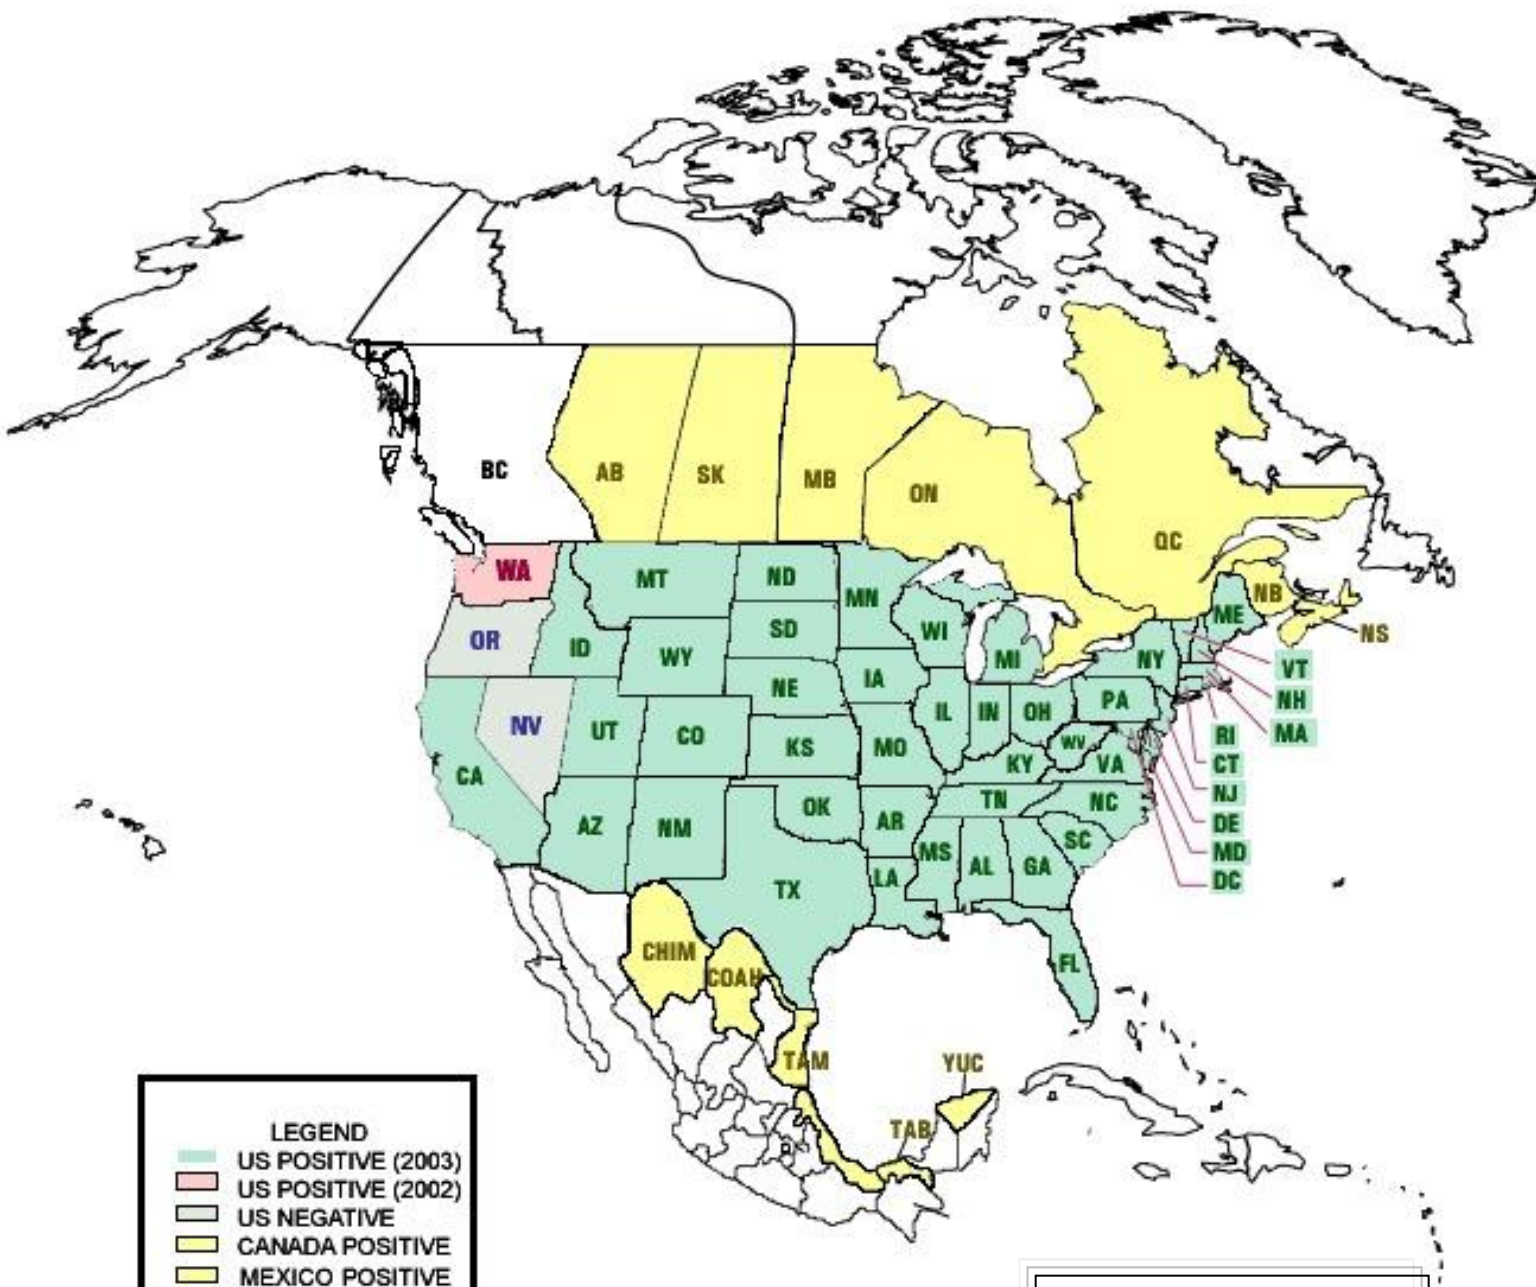 BC
AB
SK
MB
ON
QC
NB
NS
WA
MT
ND
MN
OR
ID
WY
SD
WI
MI
NY
ME
VT
NH
MA
RI
CT
NJ
DE
MD
DC
NV
UT
CO
NE
IA
IL
IN
OH
PA
WV
VA
CA
KS
MO
KY
AZ
NM
OK
AR
TN
NC
SC
TX
LA
MS
AL
GA
FL
CHIM
COAH
TAM
YUC
TAB
LEGEND
US POSITIVE (2003)
US POSITIVE (2002)
US NEGATIVE
CANADA POSITIVE
MEXICO POSITIVE